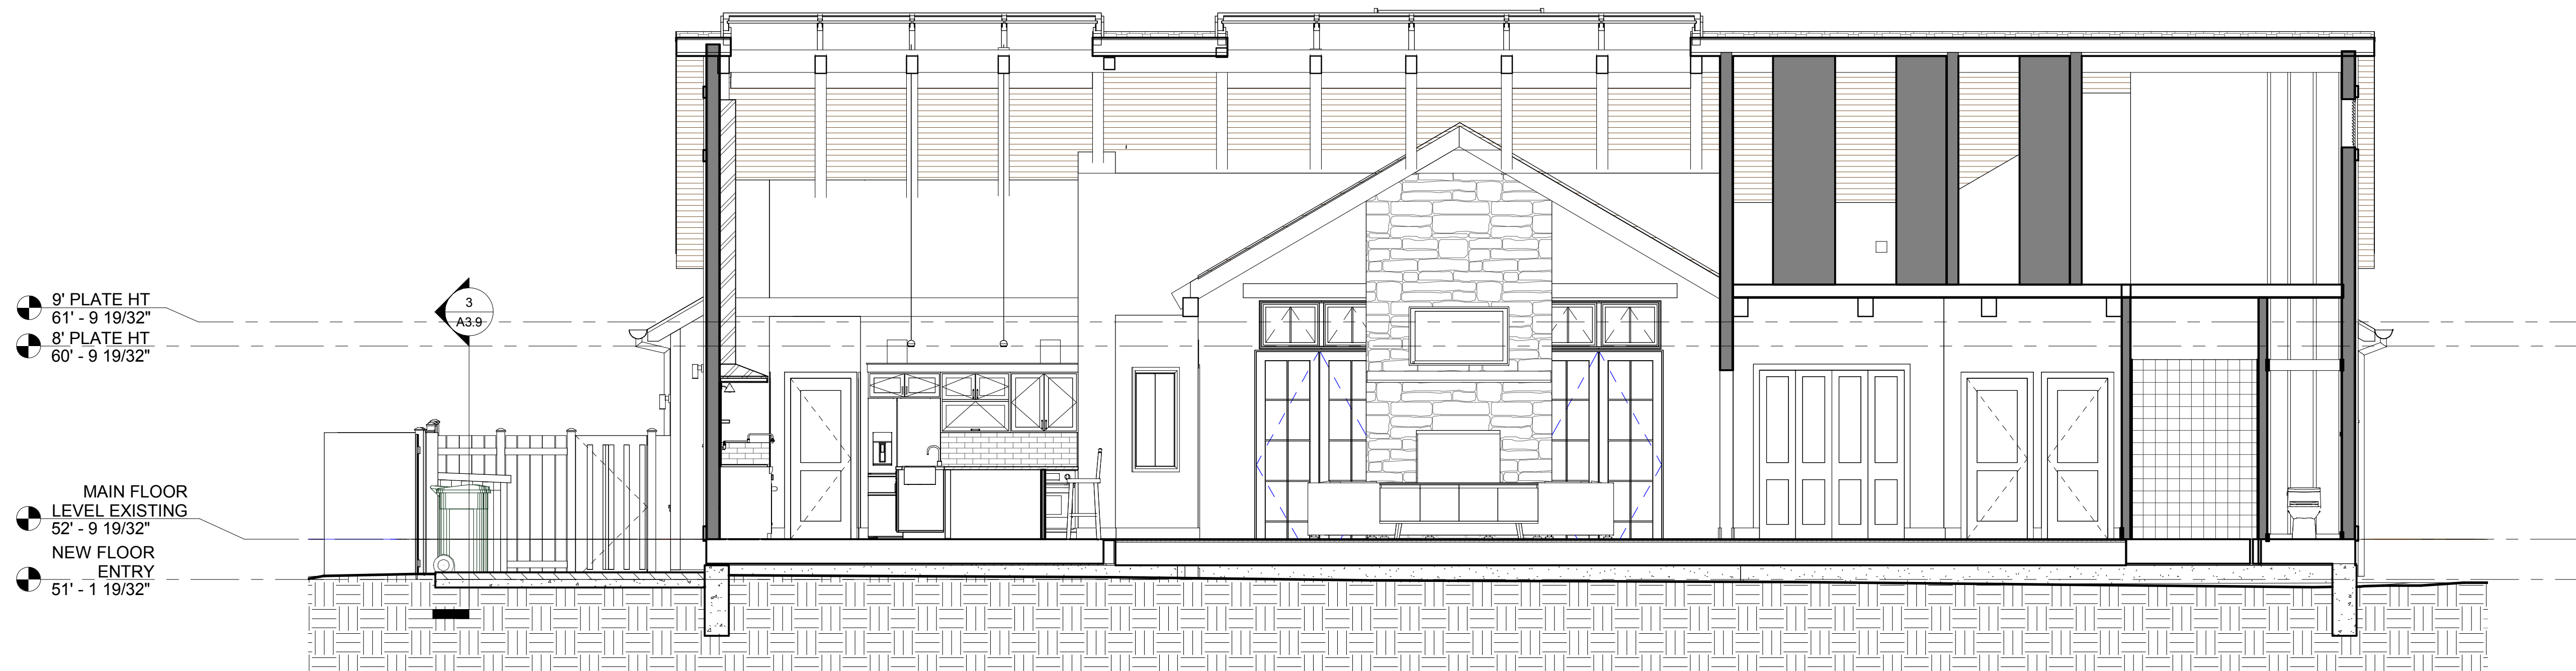 9' PLATE HT
61' - 9 19/32"
8' PLATE HT
60' - 9 19/32"
3
A3.9
MAIN FLOOR
LEVEL EXISTING
52' - 9 19/32"
NEW FLOOR
ENTRY
51' - 1 19/32"